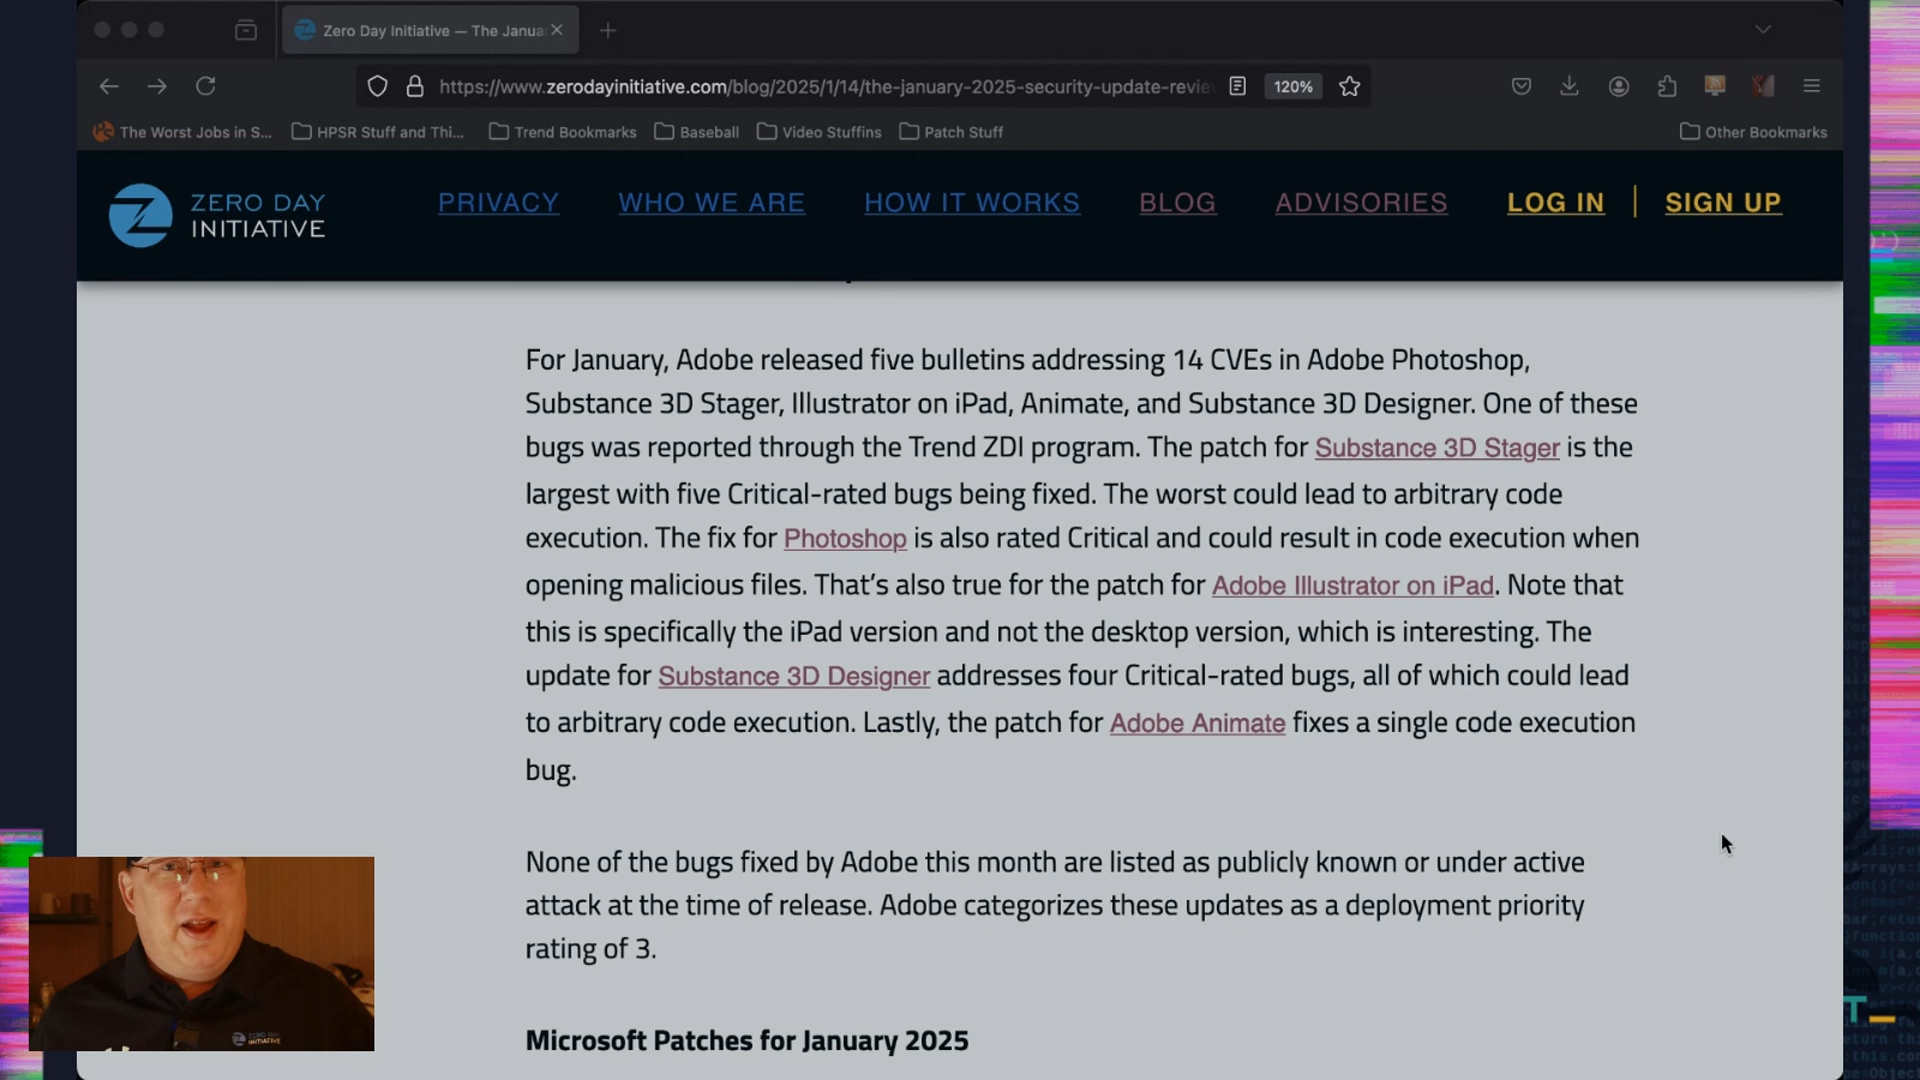 Zero Day Initiative — The Janua
https://www.zerodayinitiative.com/blog/2025/1/14/the-january-2025-security-update-revie
120%
The Worst Jobs in S...
HPSR Stuff and Thi...
Trend Bookmarks
Baseball
Video Stuffins
Patch Stuff
Other Bookmarks
ZERO DAY
INITIATIVE
PRIVACY
WHO WE ARE
HOW IT WORKS
BLOG
ADVISORIES
LOG IN
SIGN UP
For January, Adobe released five bulletins addressing 14 CVEs in Adobe Photoshop,
Substance 3D Stager, Illustrator on iPad, Animate, and Substance 3D Designer. One of these
bugs was reported through the Trend ZDI program. The patch for Substance 3D Stager is the
largest with five Critical-rated bugs being fixed. The worst could lead to arbitrary code
execution. The fix for Photoshop is also rated Critical and could result in code execution when
opening malicious files. That’s also true for the patch for Adobe Illustrator on iPad. Note that
this is specifically the iPad version and not the desktop version, which is interesting. The
update for Substance 3D Designer addresses four Critical-rated bugs, all of which could lead
to arbitrary code execution. Lastly, the patch for Adobe Animate fixes a single code execution
bug.
None of the bugs fixed by Adobe this month are listed as publicly known or under active
attack at the time of release. Adobe categorizes these updates as a deployment priority
rating of 3.
Microsoft Patches for January 2025
ZERO DAY
INITIATIVE